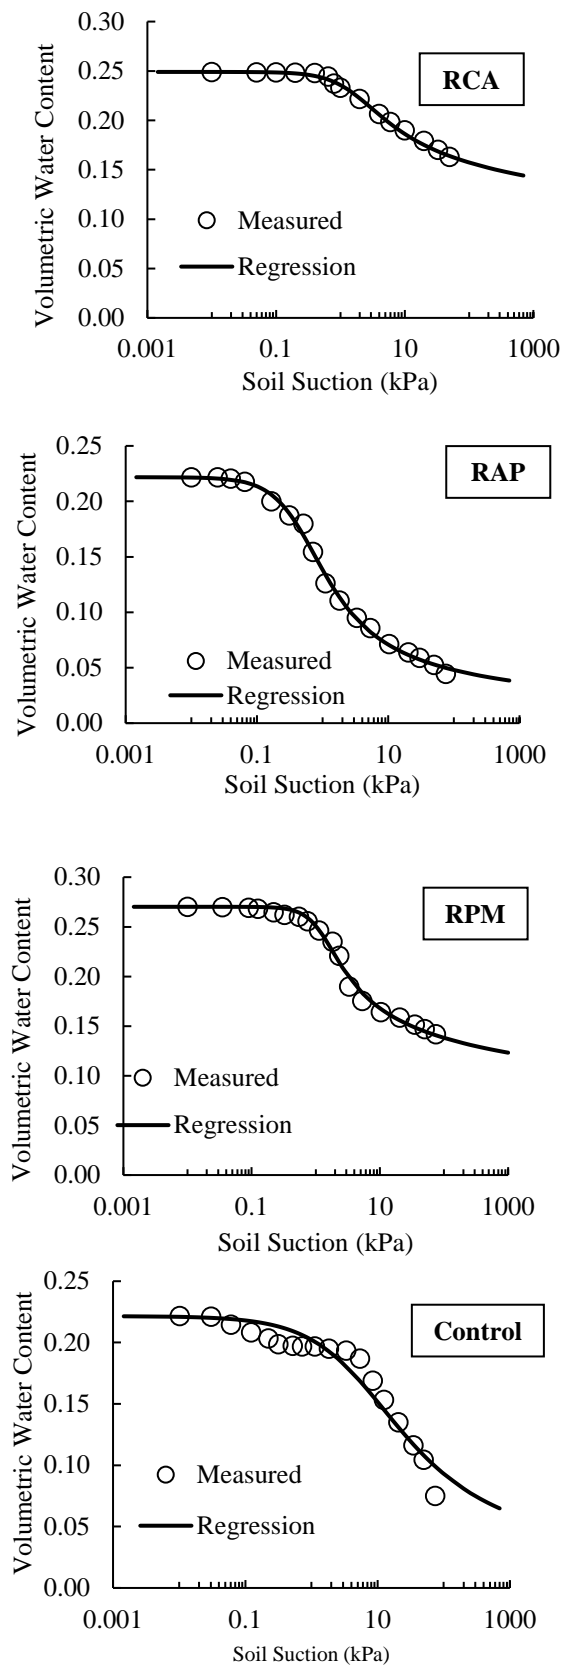 0.30
RCA
0.25
0.20
0.15
0.10
0.05
0.00
Volumetric Water Content
Measured
Regression
0.001 0.1 10 1000
Soil Suction (kPa)
0.25
RAP
0.20
0.15
0.10
0.05
0.00
Volumetric Water Content
Measured
Regression
0.001 0.1 10 1000
Soil Suction (kPa)
0.30
RPM
0.25
0.20
0.15
0.10
0.05
0.00
Volumetric Water Content
Measured
Regression
0.001 0.1 10 1000
Soil Suction (kPa)
0.25
Control
0.20
0.15
0.10
0.05
0.00
Volumetric Water Content
Measured
Regression
0.001 0.1 10 1000
Soil Suction (kPa)